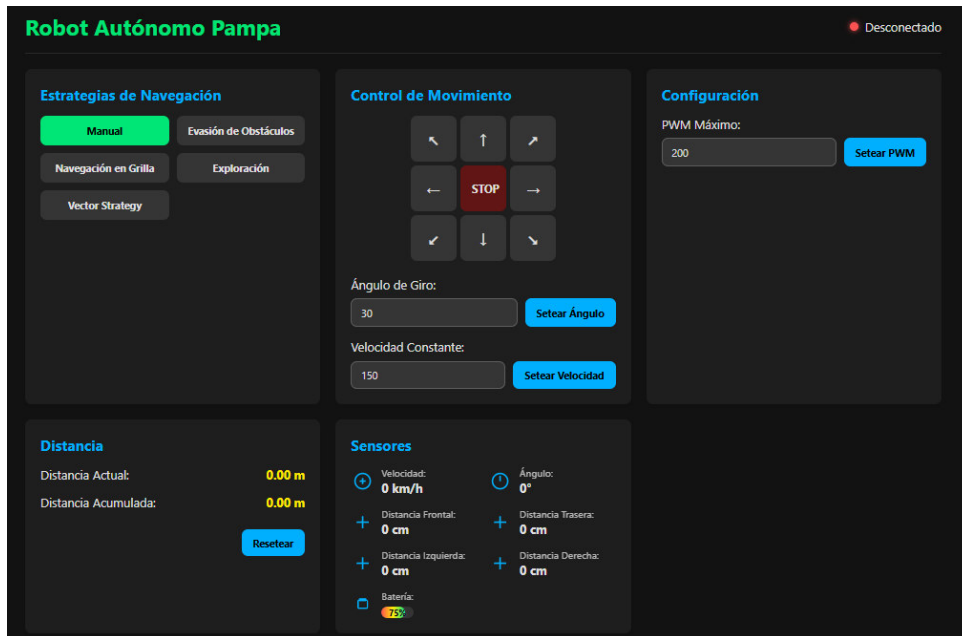 Robot Autónomo Pampa
Desconectado
Estrategias de Navegación
Manual
Evasión de Obstáculos
Navegación en Grilla
Exploración
Vector Strategy
Control de Movimiento
↖ ↑ ↗
← STOP →
↙ ↓ ↘
Ángulo de Giro:
30
Setear Ángulo
Velocidad Constante:
150
Setear Velocidad
Configuración
PWM Máximo:
200
Setear PWM
Distancia
Distancia Actual: 0.00 m
Distancia Acumulada: 0.00 m
Resetear
Sensores
Velocidad:
0 km/h
Ángulo:
0°
Distancia Frontal:
0 cm
Distancia Trasera:
0 cm
Distancia Izquierda:
0 cm
Distancia Derecha:
0 cm
Batería:
75%